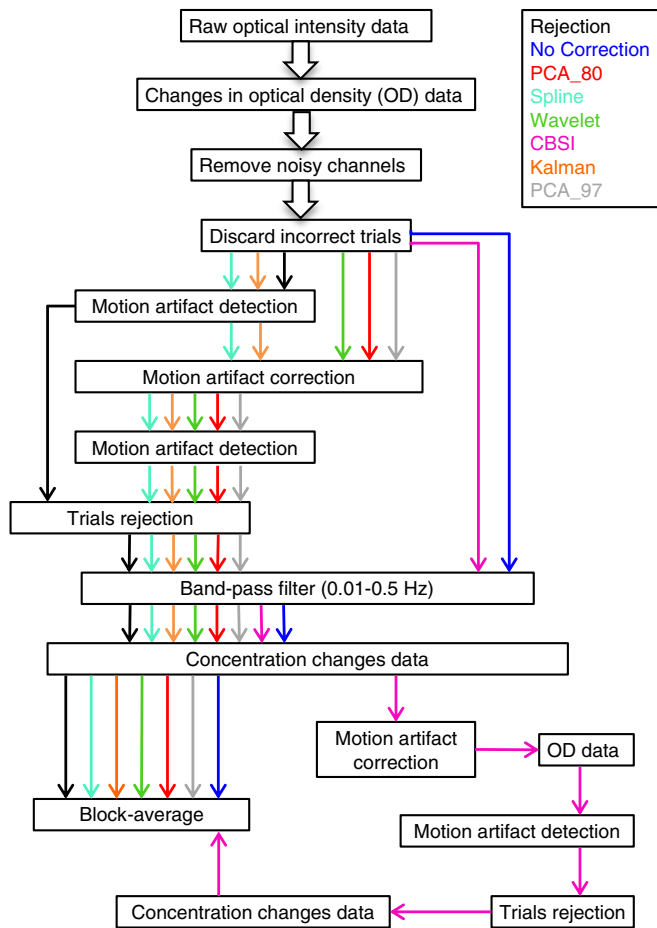 Raw optical intensity data
Changes in optical density (OD) data
Remove noisy channels
Discard incorrect trials
Motion artifact detection
Motion artifact correction
Motion artifact detection
Trials rejection
Band-pass filter (0.01-0.5 Hz)
Concentration changes data
Motion artifact
correction
OD data
Motion artifact detection
Trials rejection
Concentration changes data
Block-average
Rejection
No Correction
PCA_80
Spline
Wavelet
CBSI
Kalman
PCA_97